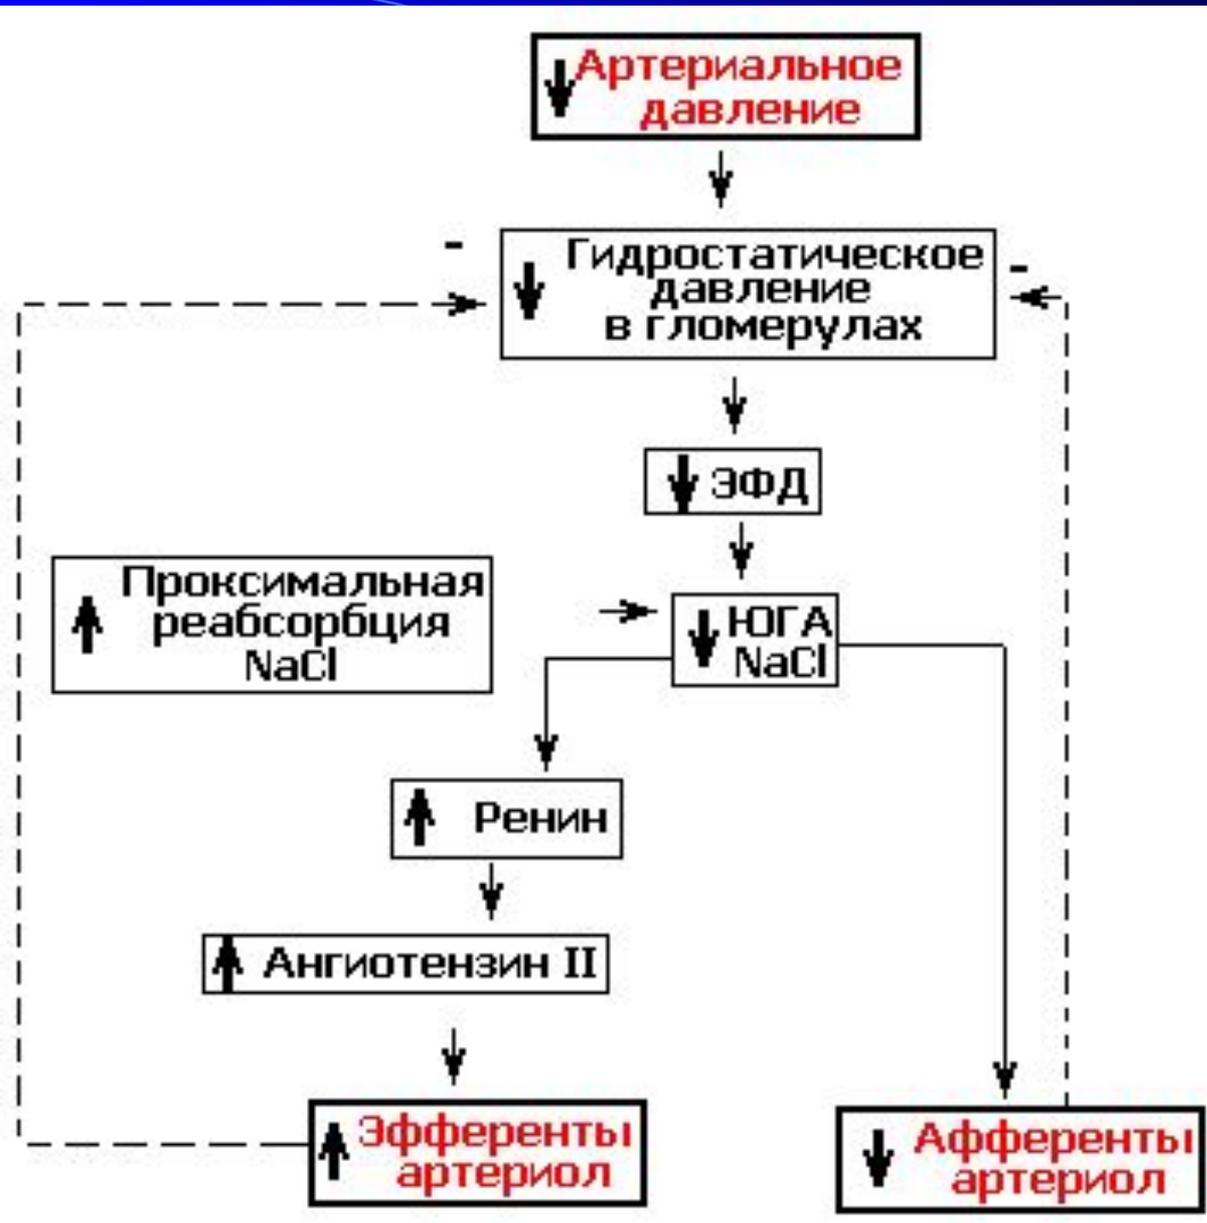 Артериальное
давление
-
Гидростатическое
давление
в гломерулах
-
ЭФД
Проксимальная
реабсорбция
NaCl
ЮГА
NaCl
Ренин
Ангиотензин II
Эфференты
артериол
Афференты
артериол